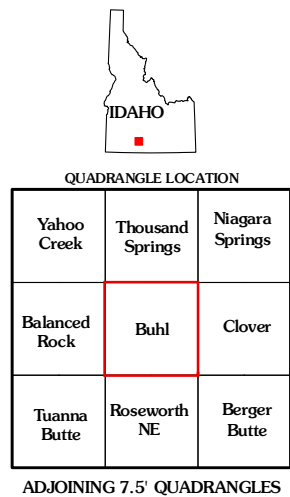 IDAHO
QUADRANGLE LOCATION
Yahoo
Creek
Thousand
Springs
Niagara
Springs
Balanced
Rock
Buhl
Clover
Tuanna
Butte
Roseworth
NE
Berger
Butte
ADJOINING 7.5' QUADRANGLES